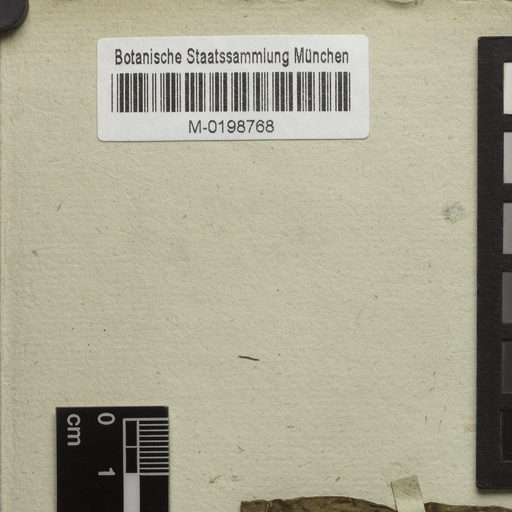 Botanische Staatssammlung München
M-0198768
0
1
cm